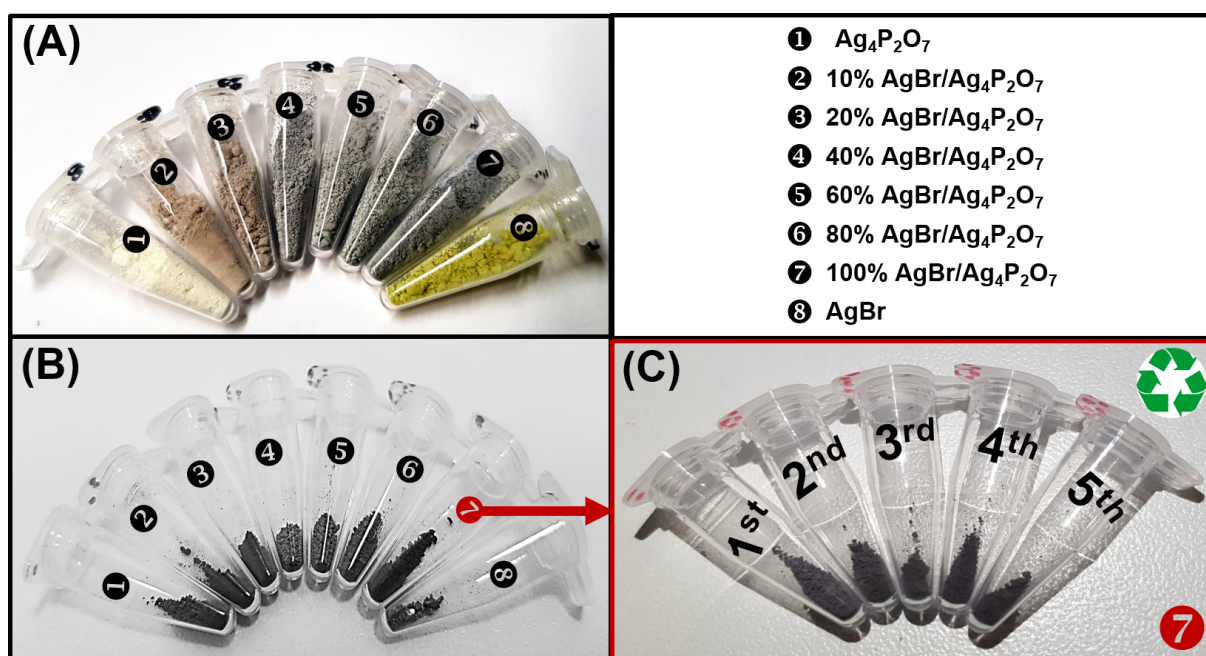 (A)
1
2
3
4
5
6
7
8
❶ Ag₄P₂O₇
❷ 10% AgBr/Ag₄P₂O₇
❸ 20% AgBr/Ag₄P₂O₇
❹ 40% AgBr/Ag₄P₂O₇
❺ 60% AgBr/Ag₄P₂O₇
❻ 80% AgBr/Ag₄P₂O₇
❼ 100% AgBr/Ag₄P₂O₇
❽ AgBr
(B)
1
2
3
4
5
6
7
8
(C)
1st
2nd
3rd
4th
5th
7